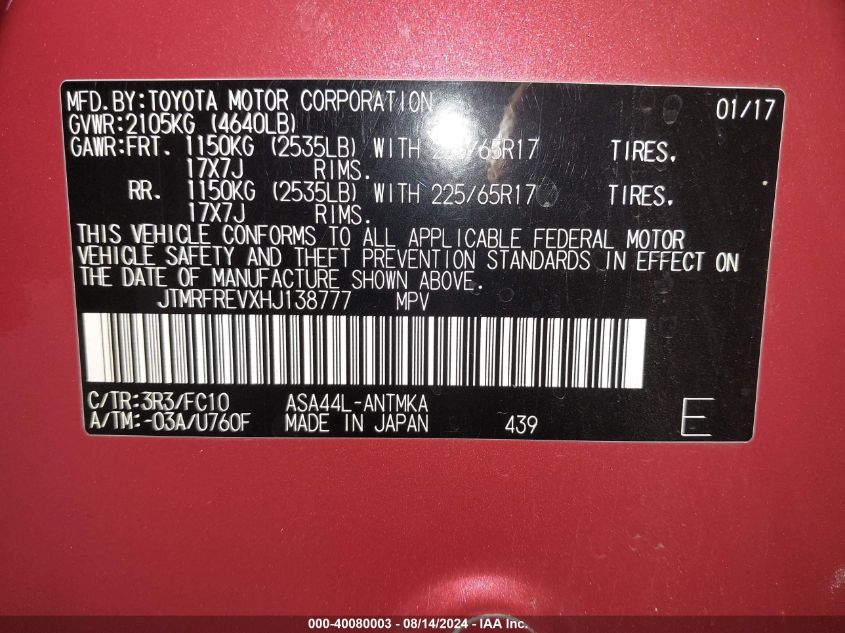 MFD.BY:TOYOTA MOTOR CORPORATION 01/17
GVWR:2105KG (4640LB)
GAWR:FRT. 1150KG (2535LB) WITH 225/65R17 TIRES.
17X7J RIMS.
RR. 1150KG (2535LB) WITH 225/65R17 TIRES.
17X7J RIMS.
THIS VEHICLE CONFORMS TO ALL APPLICABLE FEDERAL MOTOR
VEHICLE SAFETY AND THEFT PREVENTION STANDARDS IN EFFECT ON
THE DATE OF MANUFACTURE SHOWN ABOVE.
JTMRFREVXHJ138777 MPV
C/TR:3R3/FC10 ASA44L-ANTMKA
A/TM:-03A/U760F MADE IN JAPAN 439 E
000-40080003 - 08/14/2024 - IAA Inc.